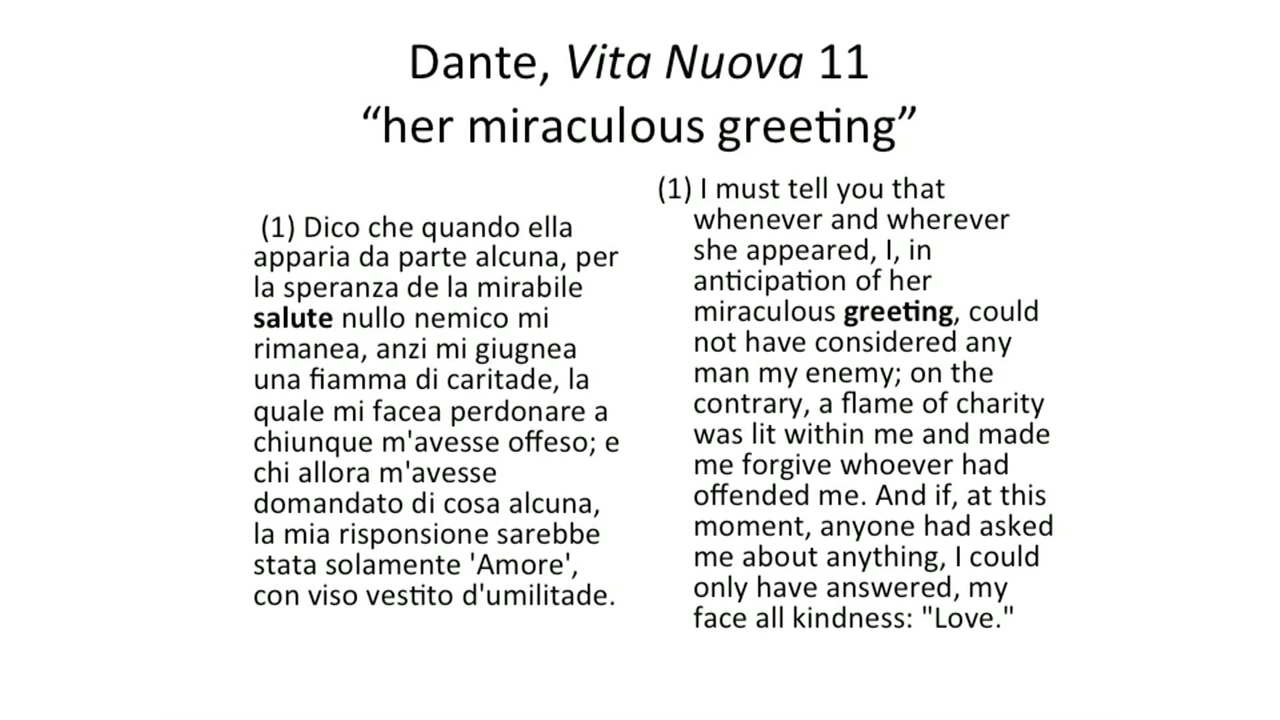 Dante, Vita Nuova 11
“her miraculous greeting”
(1) Dico che quando ella
apparia da parte alcuna, per
la speranza de la mirabile
salute nullo nemico mi
rimanea, anzi mi giugnea
una fiamma di caritade, la
quale mi facea perdonare a
chiunque m'avesse offeso; e
chi allora m'avesse
domandato di cosa alcuna,
la mia risponsione sarebbe
stata solamente 'Amore',
con viso vestito d'umilitade.
(1) I must tell you that
whenever and wherever
she appeared, I, in
anticipation of her
miraculous greeting, could
not have considered any
man my enemy; on the
contrary, a flame of charity
was lit within me and made
me forgive whoever had
offended me. And if, at this
moment, anyone had asked
me about anything, I could
only have answered, my
face all kindness: "Love."